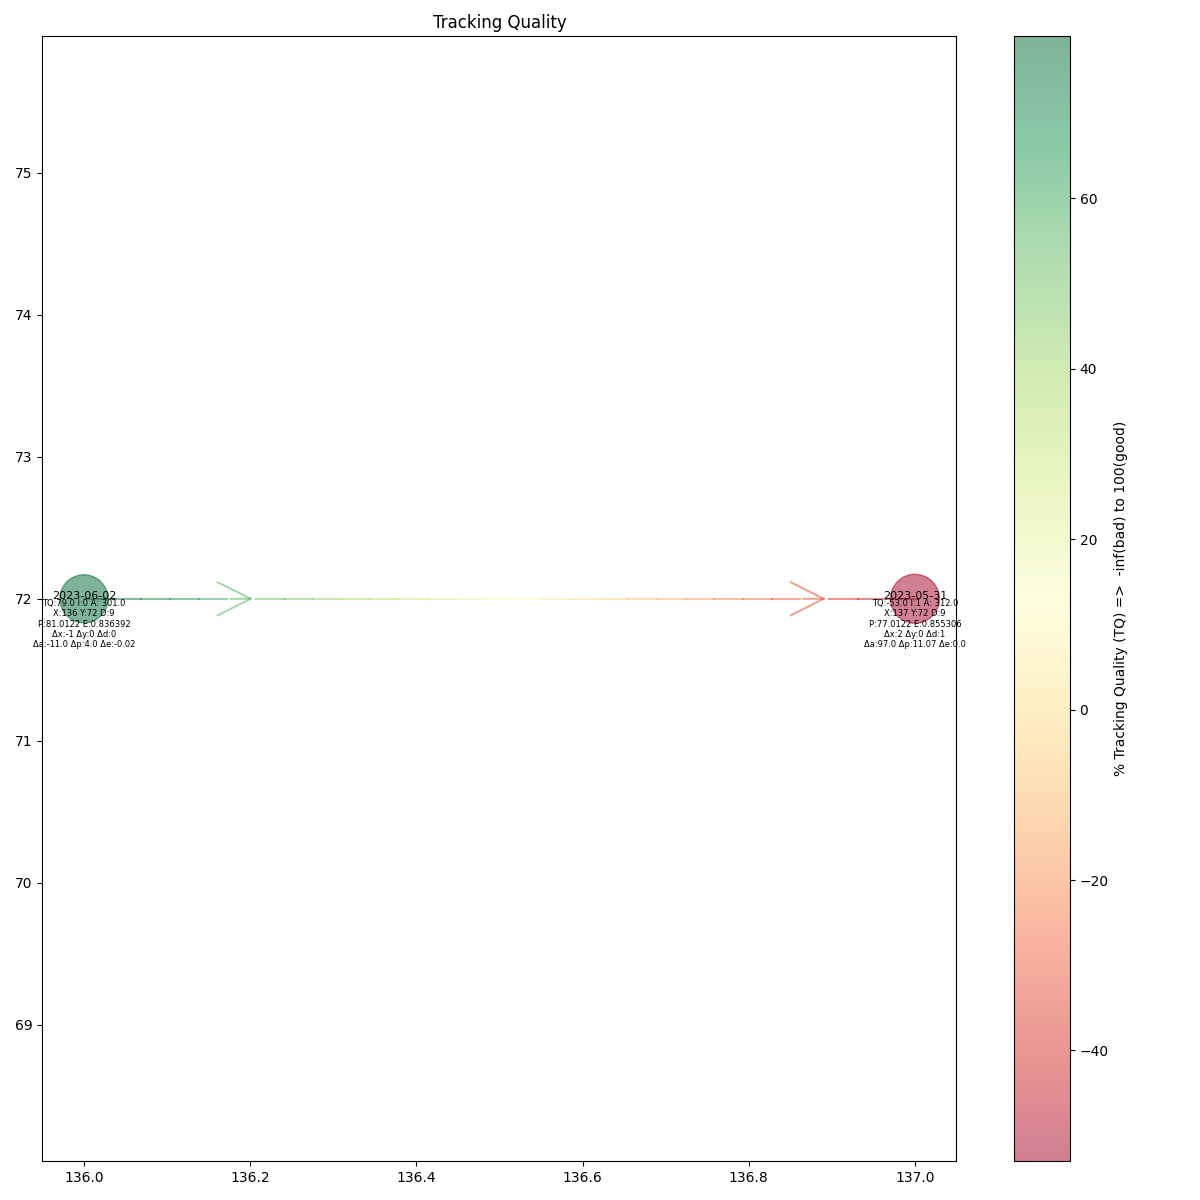 Tracking Quality
75
74
73
72
71
70
69
2023-06-02
TQ:79.0 I:0 A: 301.0
X:136 Y:72 D:9
P:81.0122 E:0.836392
Δx:-1 Δy:0 Δd:0
Δa:-11.0 Δp:4.0 Δe:-0.02
2023-05-31
TQ:-53.0 I:1 A: 312.0
X:137 Y:72 D:9
P:77.0122 E:0.855306
Δx:2 Δy:0 Δd:1
Δa:97.0 Δp:11.07 Δe:0.0
136.0 136.2 136.4 136.6 136.8 137.0
60
40
20
0
−20
−40
% Tracking Quality (TQ) => -inf(bad) to 100(good)